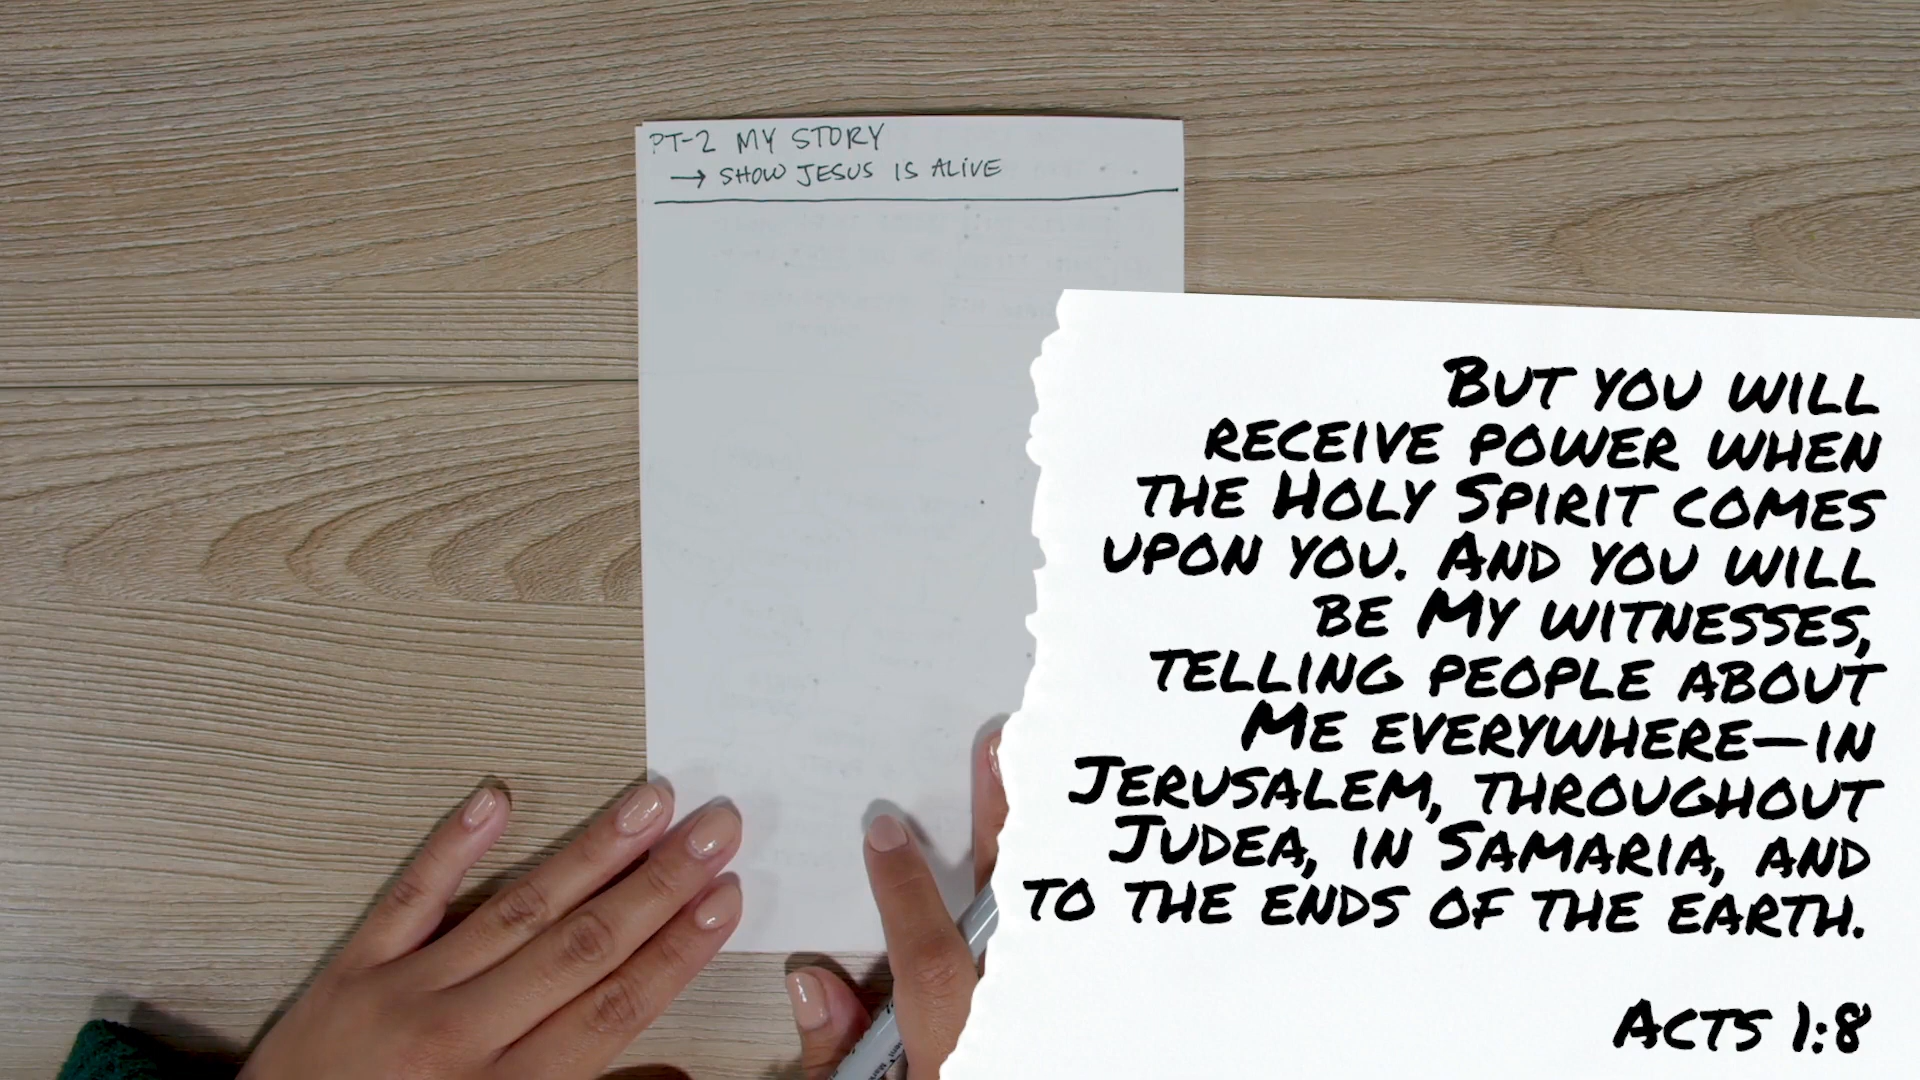 PT-2 MY STORY
→ SHOW JESUS IS ALIVE
BUT YOU WILL
RECEIVE POWER WHEN
THE HOLY SPIRIT COMES
UPON YOU. AND YOU WILL
BE MY WITNESSES,
TELLING PEOPLE ABOUT
ME EVERYWHERE—IN
JERUSALEM, THROUGHOUT
JUDEA, IN SAMARIA, AND
TO THE ENDS OF THE EARTH.
ACTS 1:8